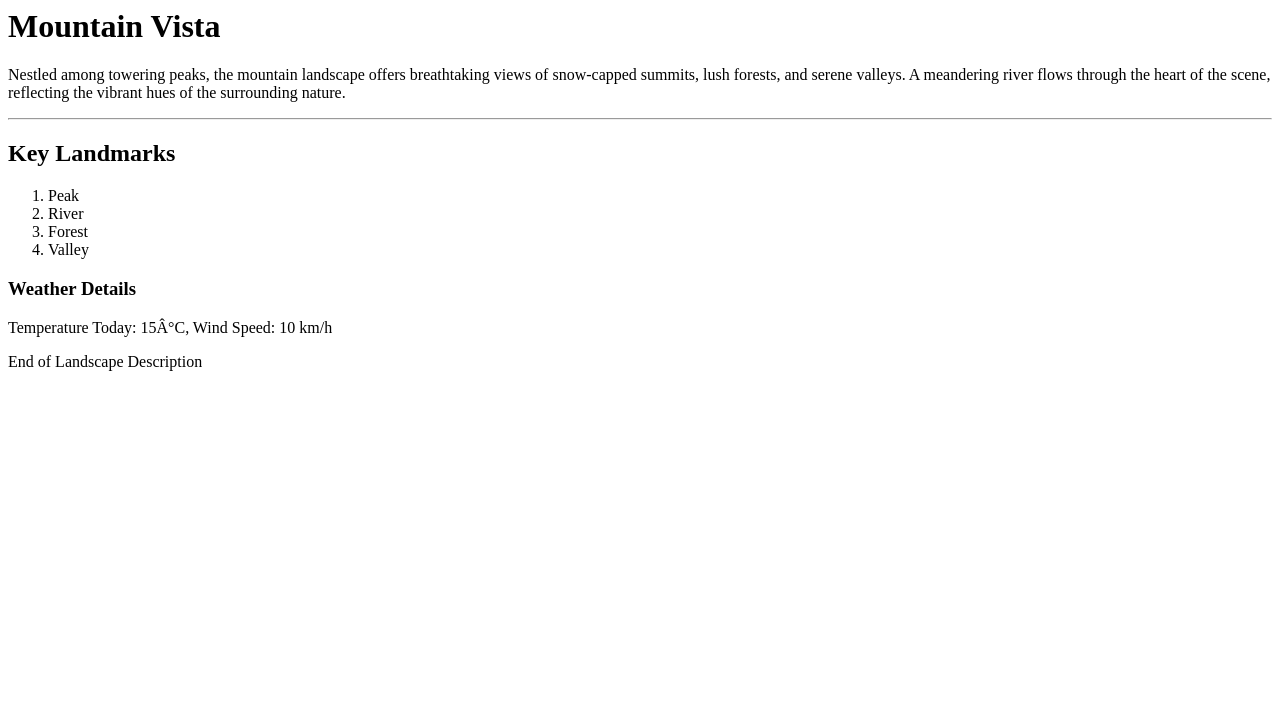 Mountain Vista
Nestled among towering peaks, the mountain landscape offers breathtaking views of snow-capped summits, lush forests, and serene valleys. A meandering river flows through the heart of the scene,
reflecting the vibrant hues of the surrounding nature.
Key Landmarks
1. Peak
2. River
3. Forest
4. Valley
Weather Details
Temperature Today: 15Â°C, Wind Speed: 10 km/h
End of Landscape Description